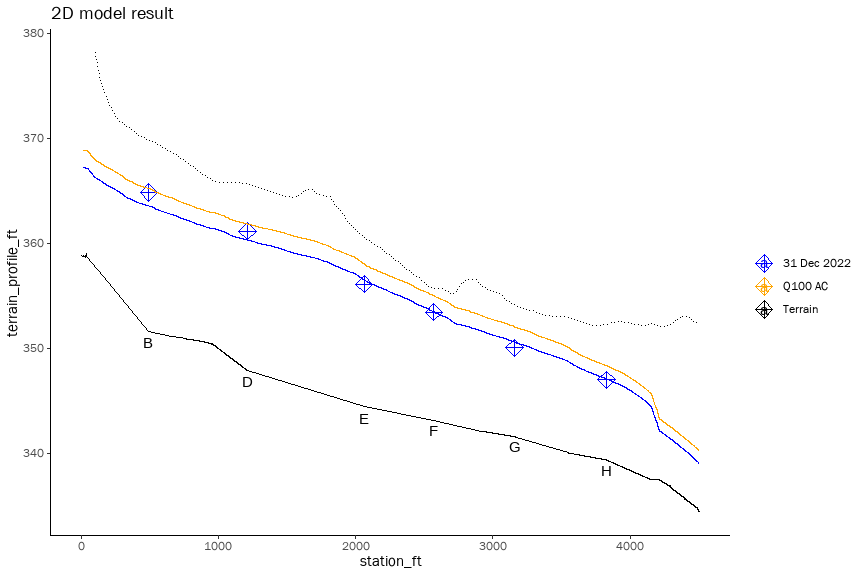 2D model result
380
370
360
350
340
terrain_profile_ft
B
D
E
F
G
H
0
1000
2000
3000
4000
station_ft
31 Dec 2022
Q100 AC
Terrain